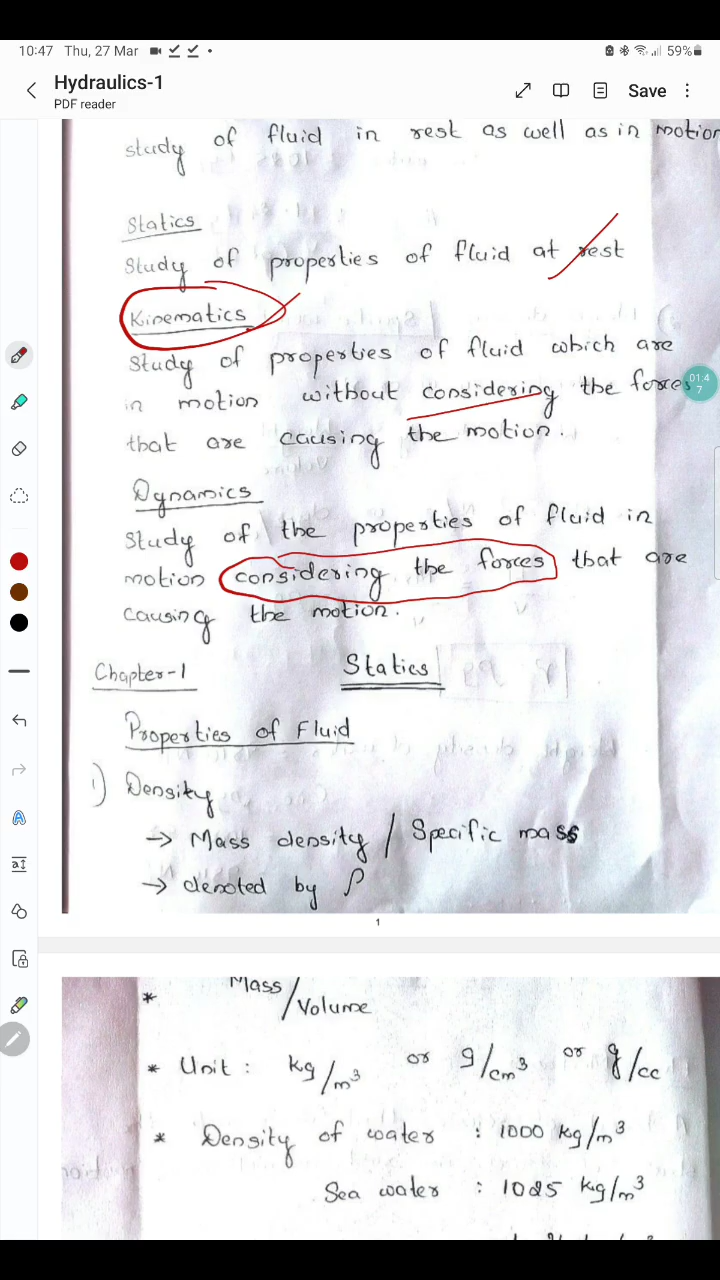 10:47 Thu, 27 Mar
59%
Hydraulics-1
PDF reader
Save
study of fluid in rest as well as in motion
Statics
Study of properties of fluid at rest
Kinematics
Study of properties of fluid which are
in motion without considering the forces
01:4
7
that are causing the motion.
Dynamics
Study of the properties of fluid in
motion considering the forces that are
causing the motion.
Chapter-1 Statics
Properties of Fluid
1) Density
→ Mass density / Specific mass
→ denoted by ρ
1
* Mass/Volume
* Unit : kg/m³ or g/cm³ or g/cc
* Density of water : 1000 kg/m³
Sea water : 1025 kg/m³